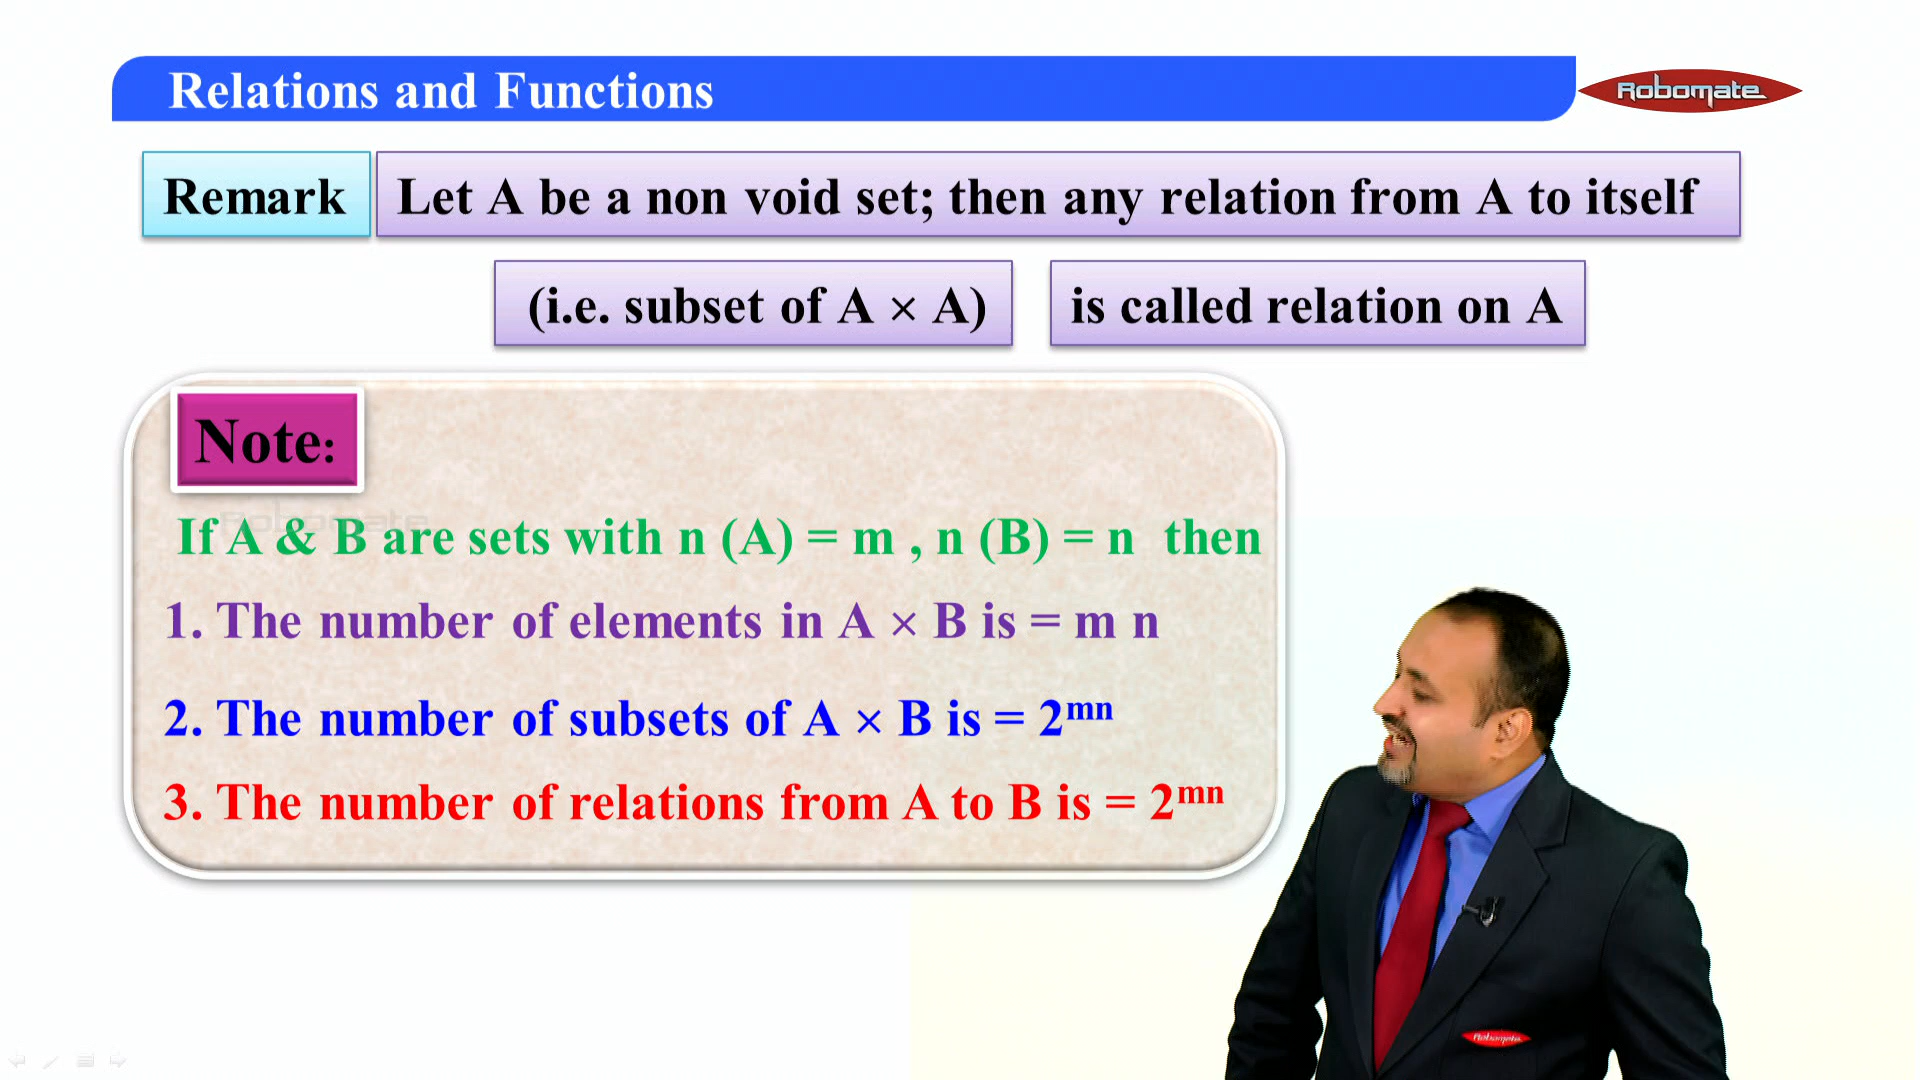 Relations and Functions
Robomate
Remark
Let A be a non void set; then any relation from A to itself
(i.e. subset of A × A)
is called relation on A
Note:
Robomate
If A & B are sets with n (A) = m , n (B) = n then
1. The number of elements in A × B is = m n
2. The number of subsets of A × B is = 2ᵐⁿ
3. The number of relations from A to B is = 2ᵐⁿ
Robomate